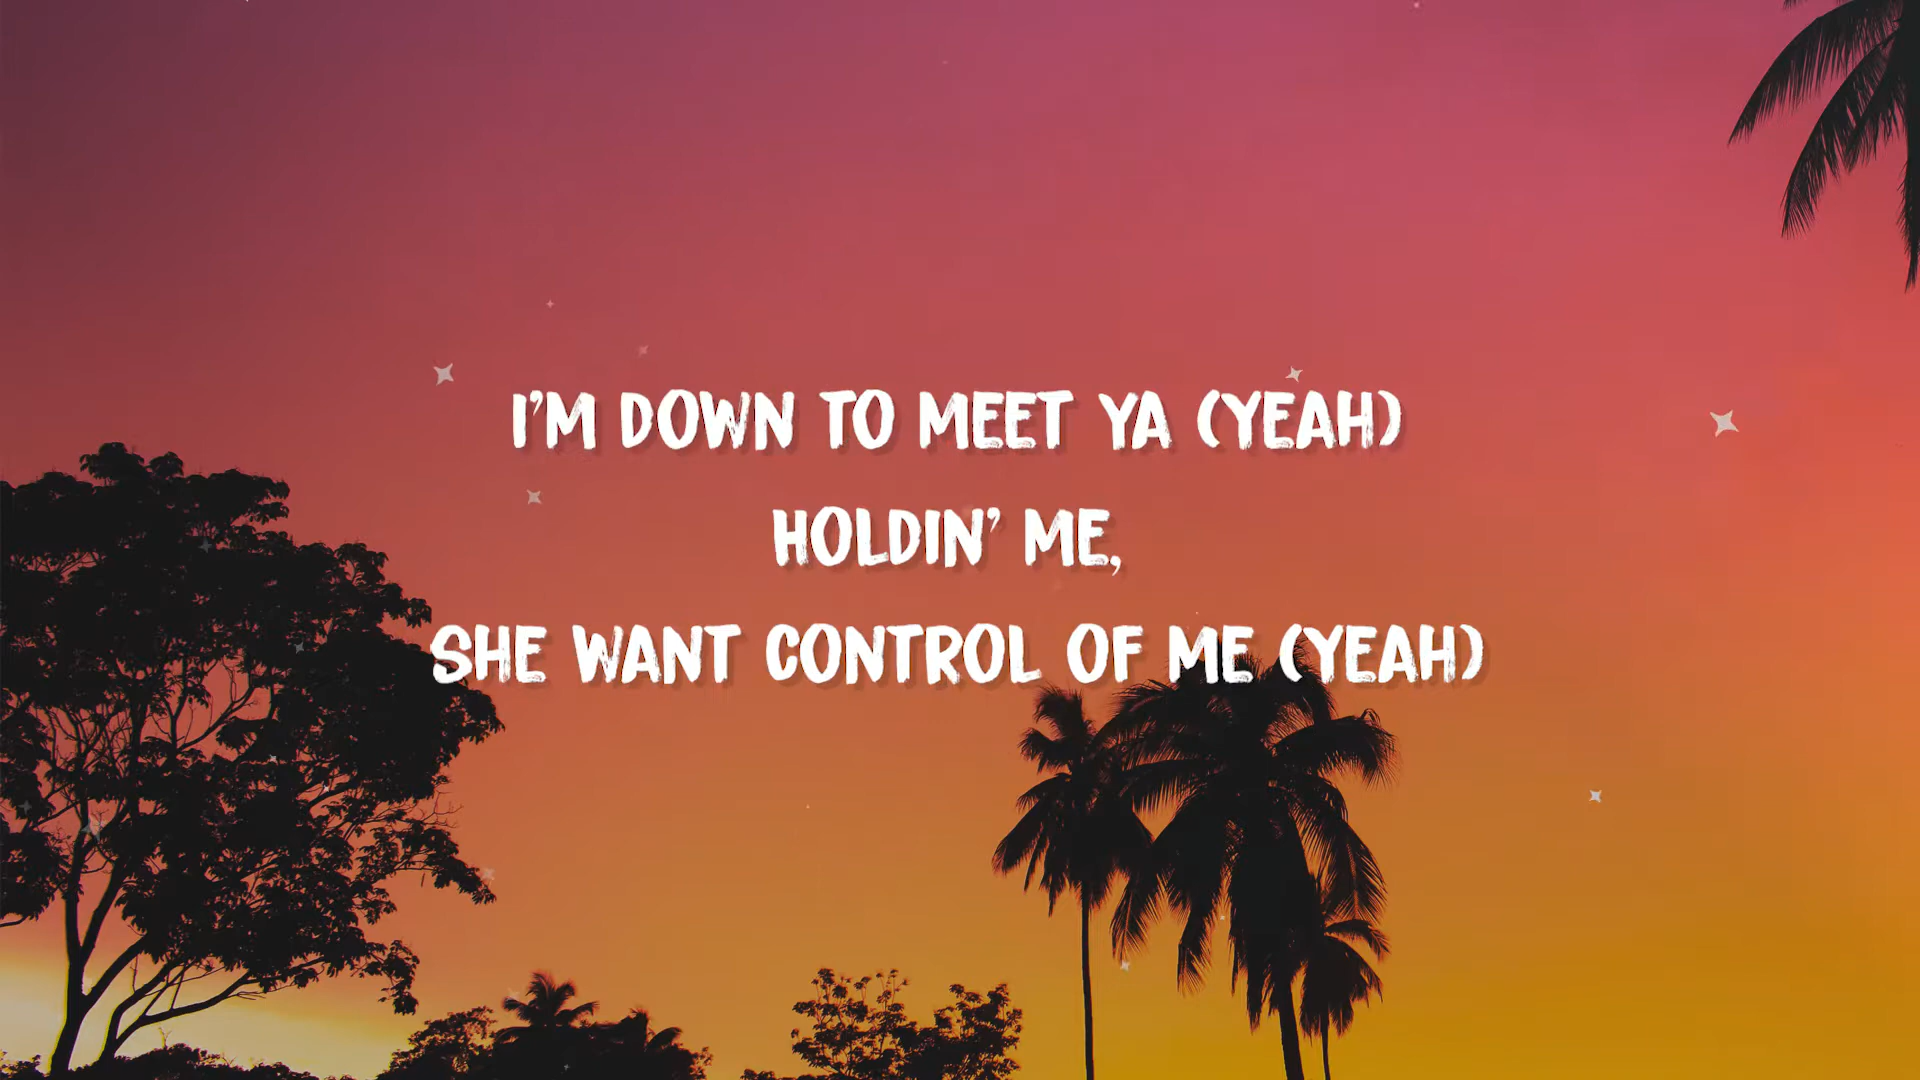 I'M DOWN TO MEET YA (YEAH)
HOLDIN' ME,
SHE WANT CONTROL OF ME (YEAH)